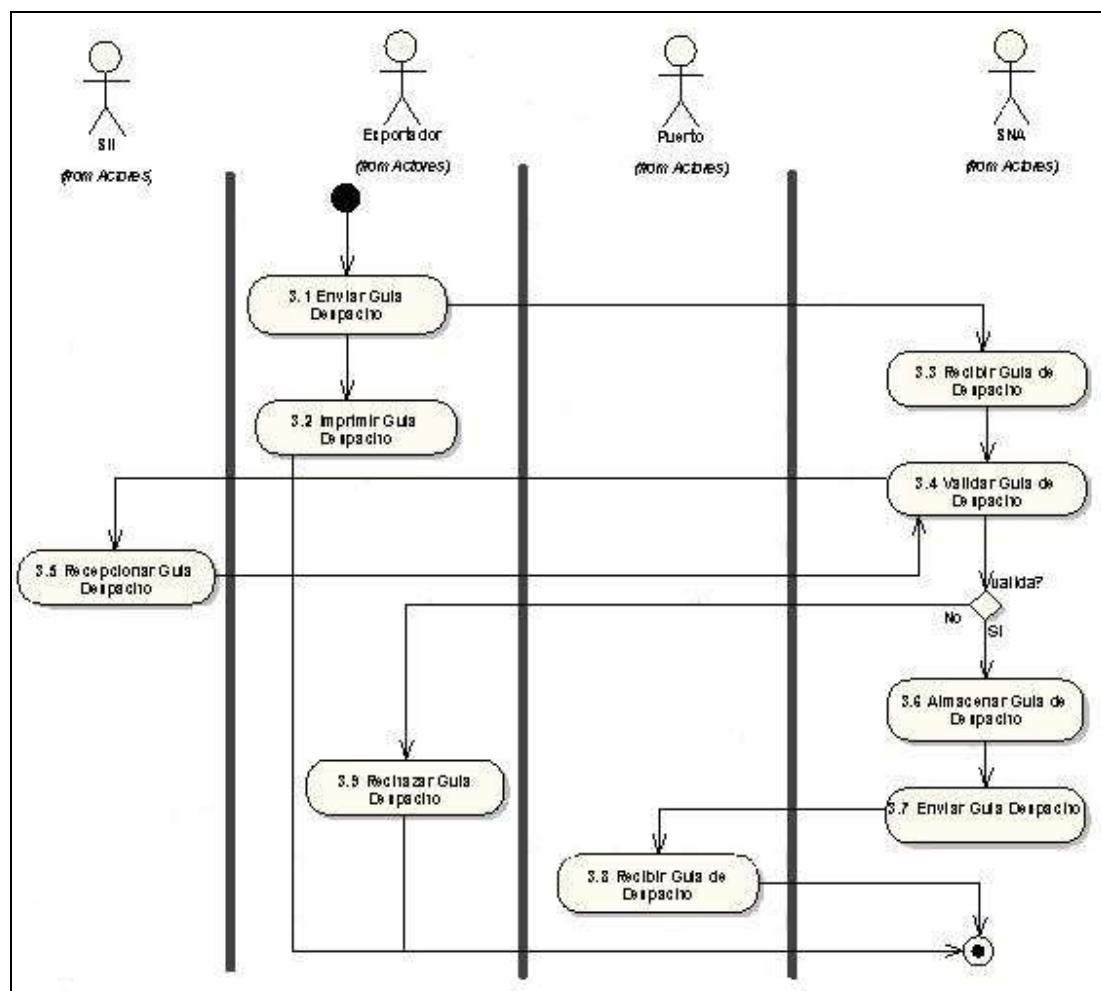 SII
(from Actores)
Exportador
(from Actores)
Puerto
(from Actores)
SNA
(from Actores)
3.1 Enviar Guia
Despacho
3.2 Imprimir Guia
Despacho
3.3 Recibir Guia de
Despacho
3.4 Validar Guia de
Despacho
3.5 Recepcionar Guia
Despacho
valida?
No
SI
3.6 Almacenar Guia de
Despacho
3.9 Rechazar Guia
Despacho
3.7 Enviar Guia Despacho
3.8 Recibir Guia de
Despacho